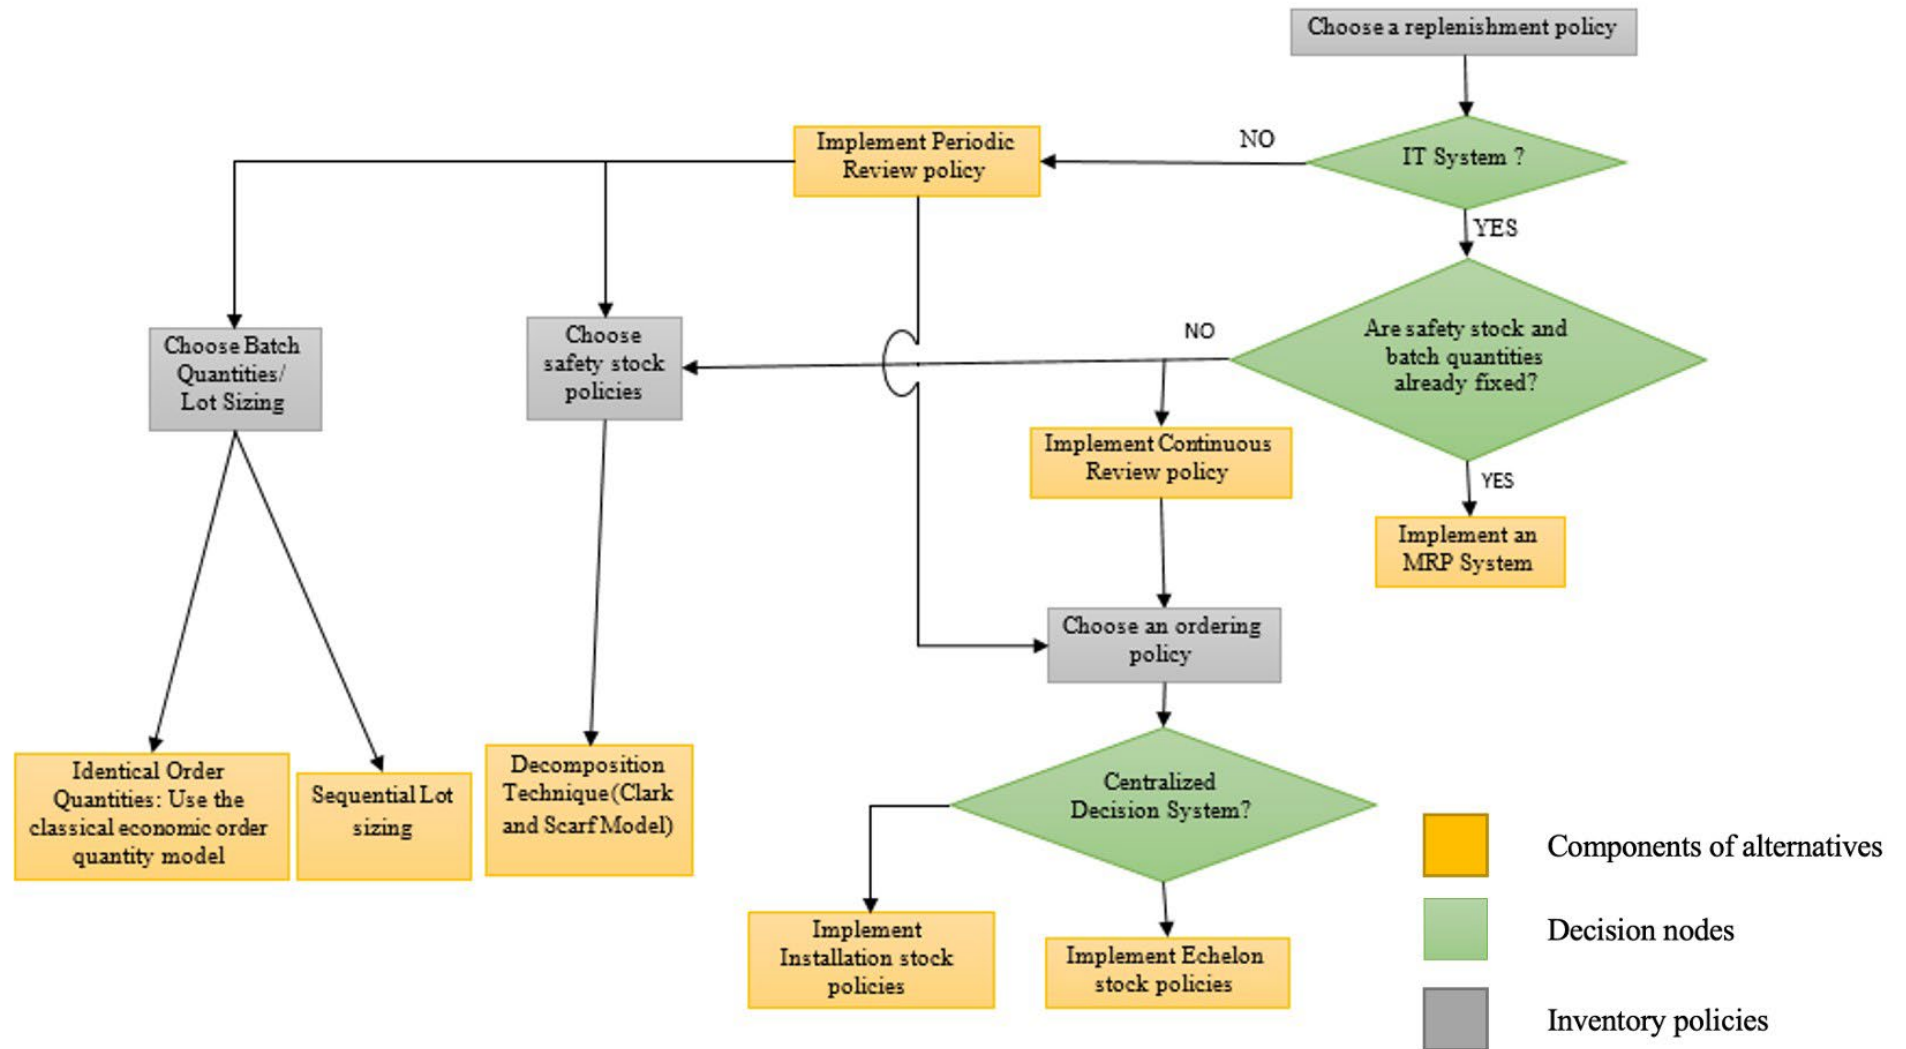 Choose a replenishment policy
IT System ?
NO
Implement Periodic
Review policy
YES
Are safety stock and
batch quantities
already fixed?
NO
Choose Batch
Quantities/
Lot Sizing
Choose
safety stock
policies
Implement Continuous
Review policy
YES
Implement an
MRP System
Choose an ordering
policy
Centralized
Decision System?
Identical Order
Quantities: Use the
classical economic order
quantity model
Sequential Lot
sizing
Decomposition
Technique(Clark
and Scarf Model)
Implement
Installation stock
policies
Implement Echelon
stock policies
Components of alternatives
Decision nodes
Inventory policies